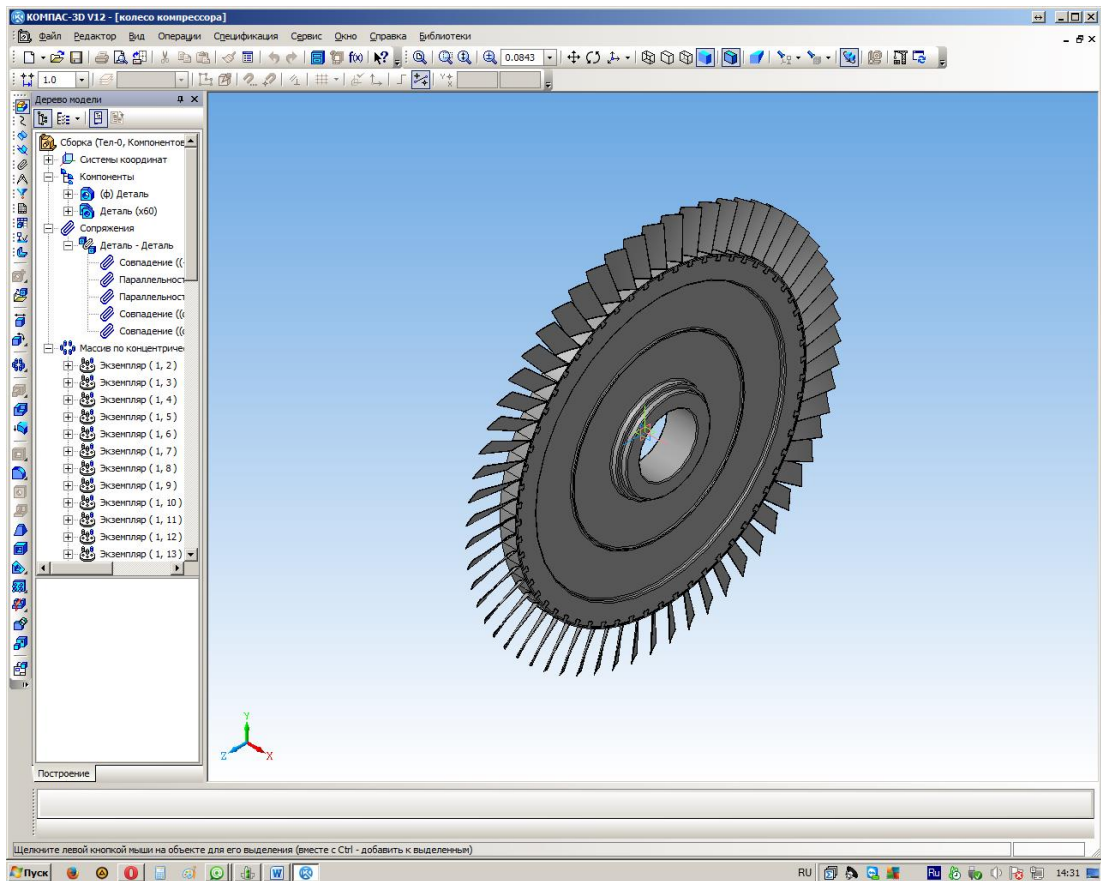 КОМПАС-3D V12 - [колесо компрессора]
Файл Редактор Вид Операции Спецификация Сервис Окно Справка Библиотеки
0.0843
1.0
Дерево модели
Сборка (Тел-0, Компонентов
Системы координат
Компоненты
(ф) Деталь
Деталь (x60)
Сопряжения
Деталь - Деталь
Совпадение ((
Параллельност
Параллельност
Совпадение ((
Совпадение ((
Массив по концентриче
Экземпляр ( 1, 2 )
Экземпляр ( 1, 3 )
Экземпляр ( 1, 4 )
Экземпляр ( 1, 5 )
Экземпляр ( 1, 6 )
Экземпляр ( 1, 7 )
Экземпляр ( 1, 8 )
Экземпляр ( 1, 9 )
Экземпляр ( 1, 10 )
Экземпляр ( 1, 11 )
Экземпляр ( 1, 12 )
Экземпляр ( 1, 13 )
Y
Z X
Построение
Щелкните левой кнопкой мыши на объекте для его выделения (вместе с Ctrl - добавить к выделенным)
Пуск RU Ru 14:31